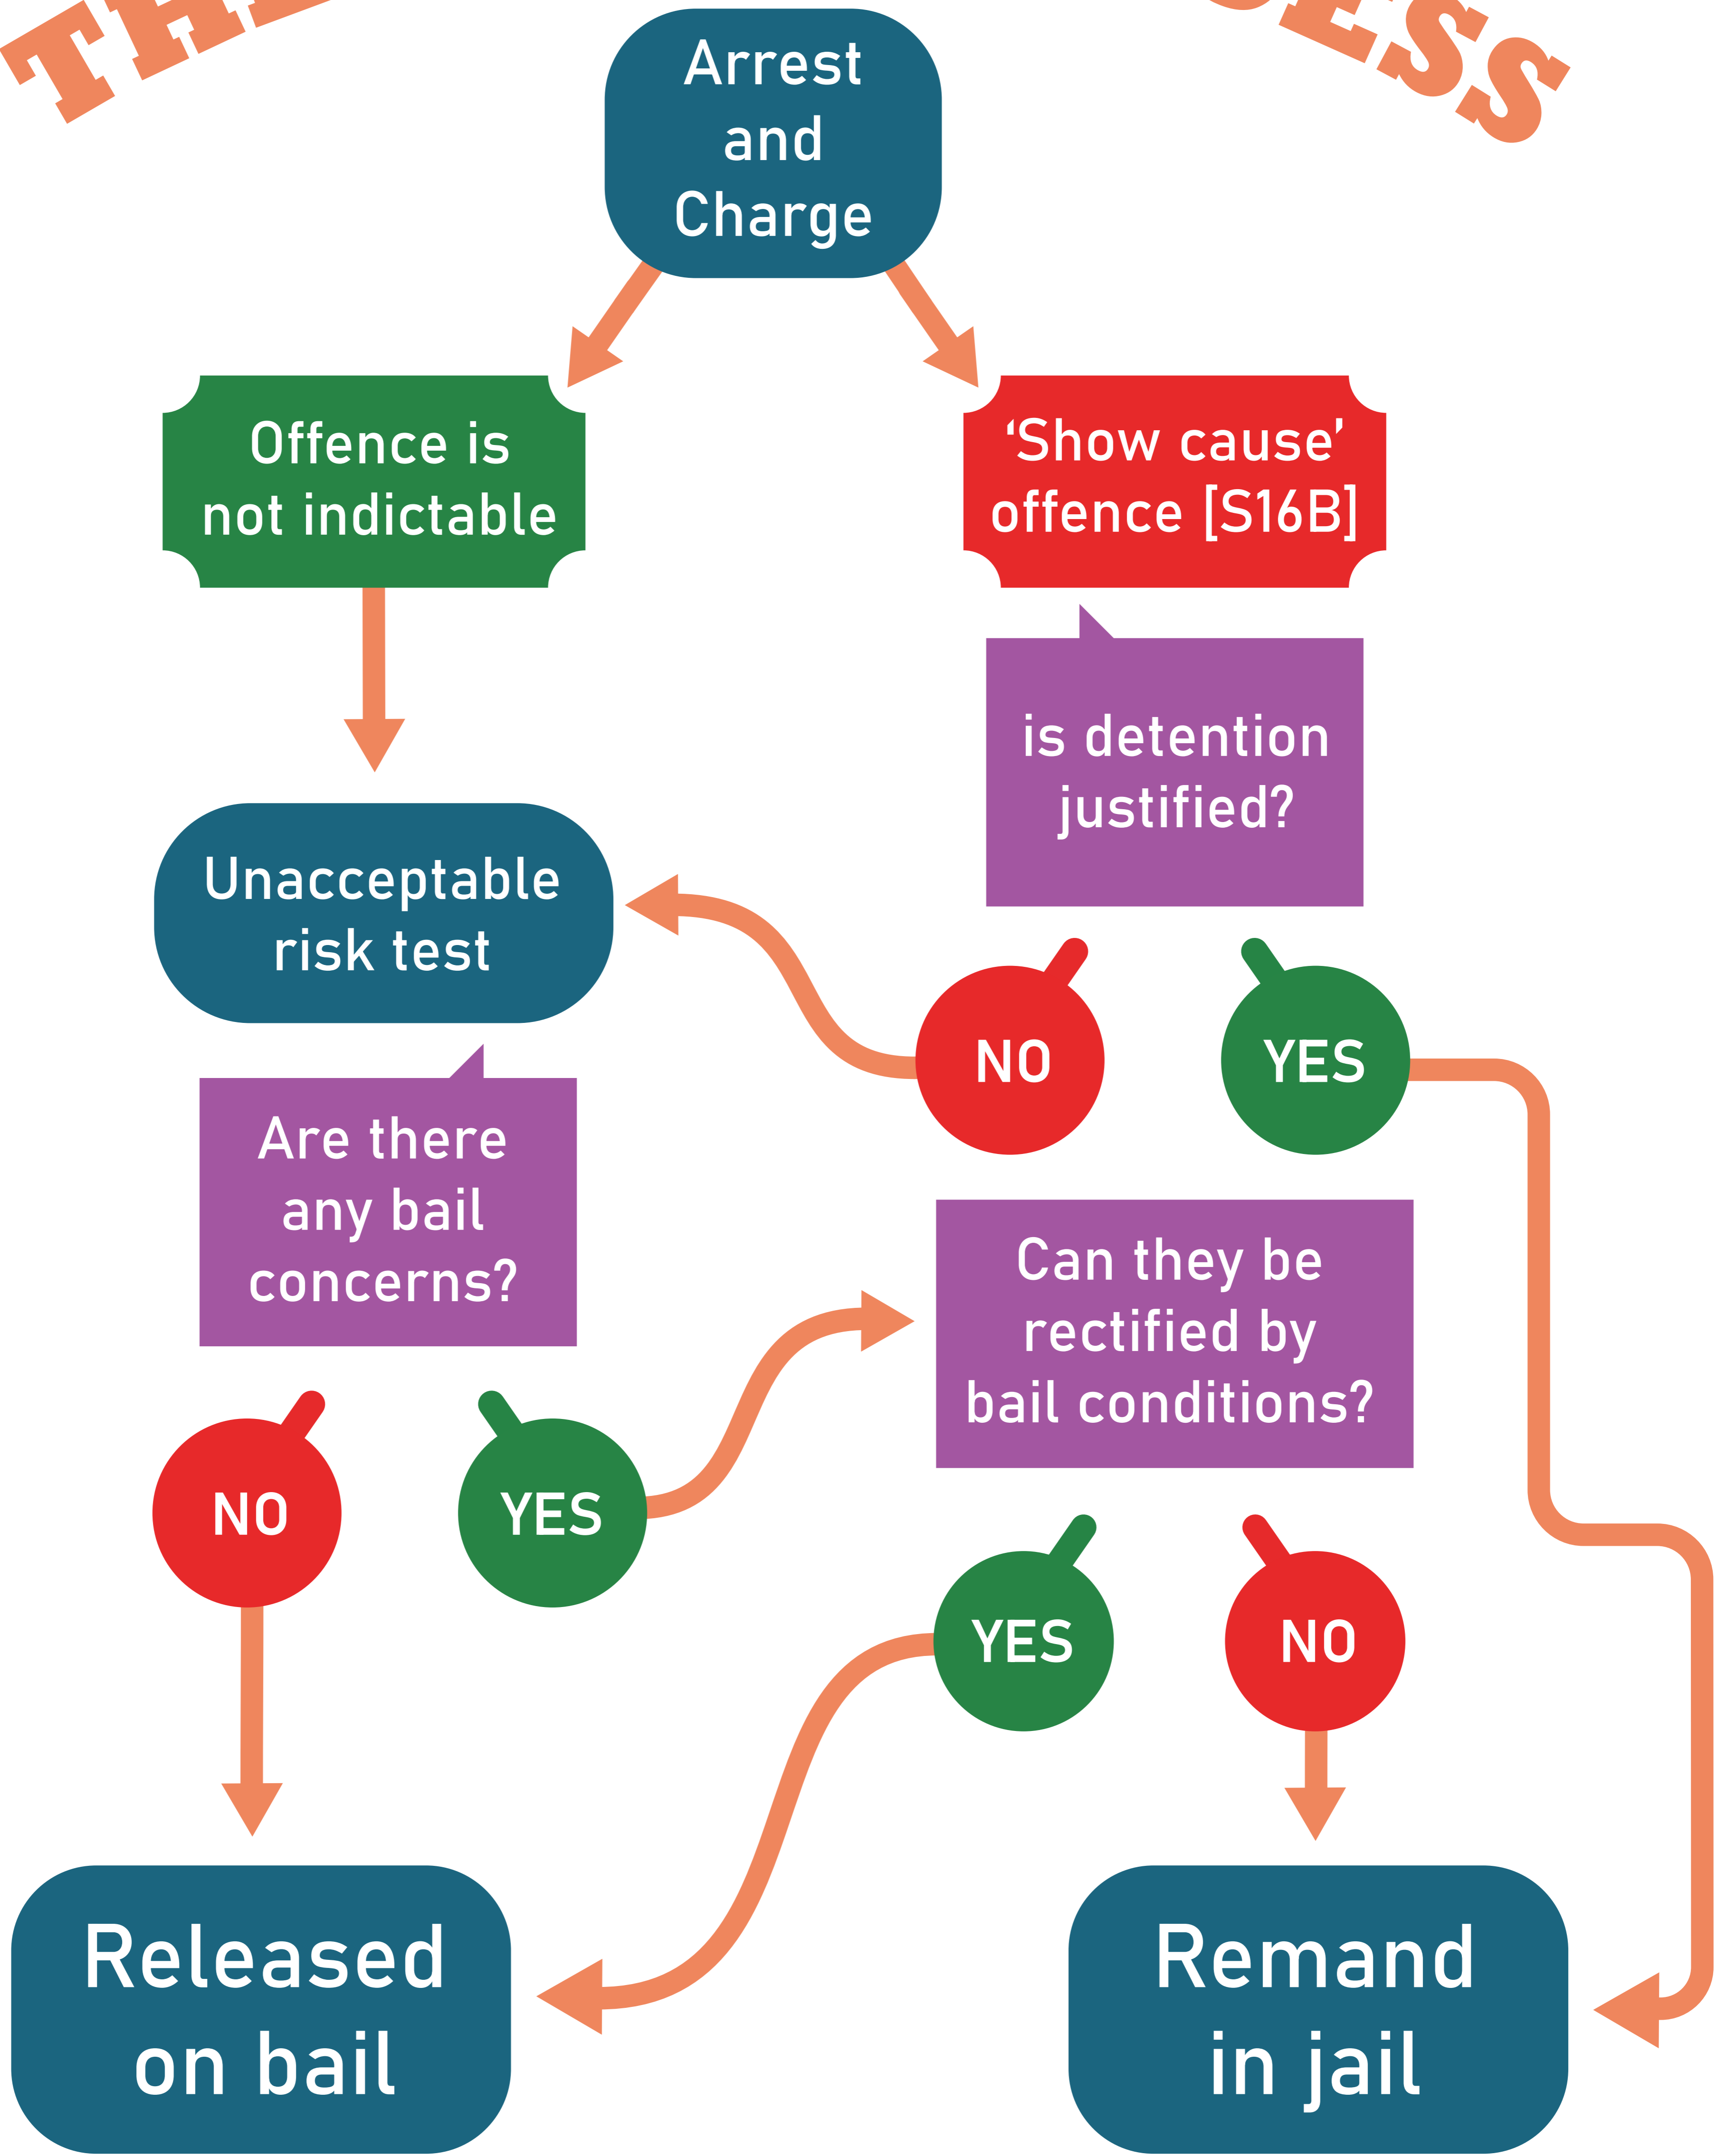 Arrest
and
Charge
Offence is
not indictable
‘Show cause’
offence [S16B]
is detention
justified?
Unacceptable
risk test
NO
YES
Are there
any bail
concerns?
Can they be
rectified by
bail conditions?
NO
YES
YES
NO
Released
on bail
Remand
in jail